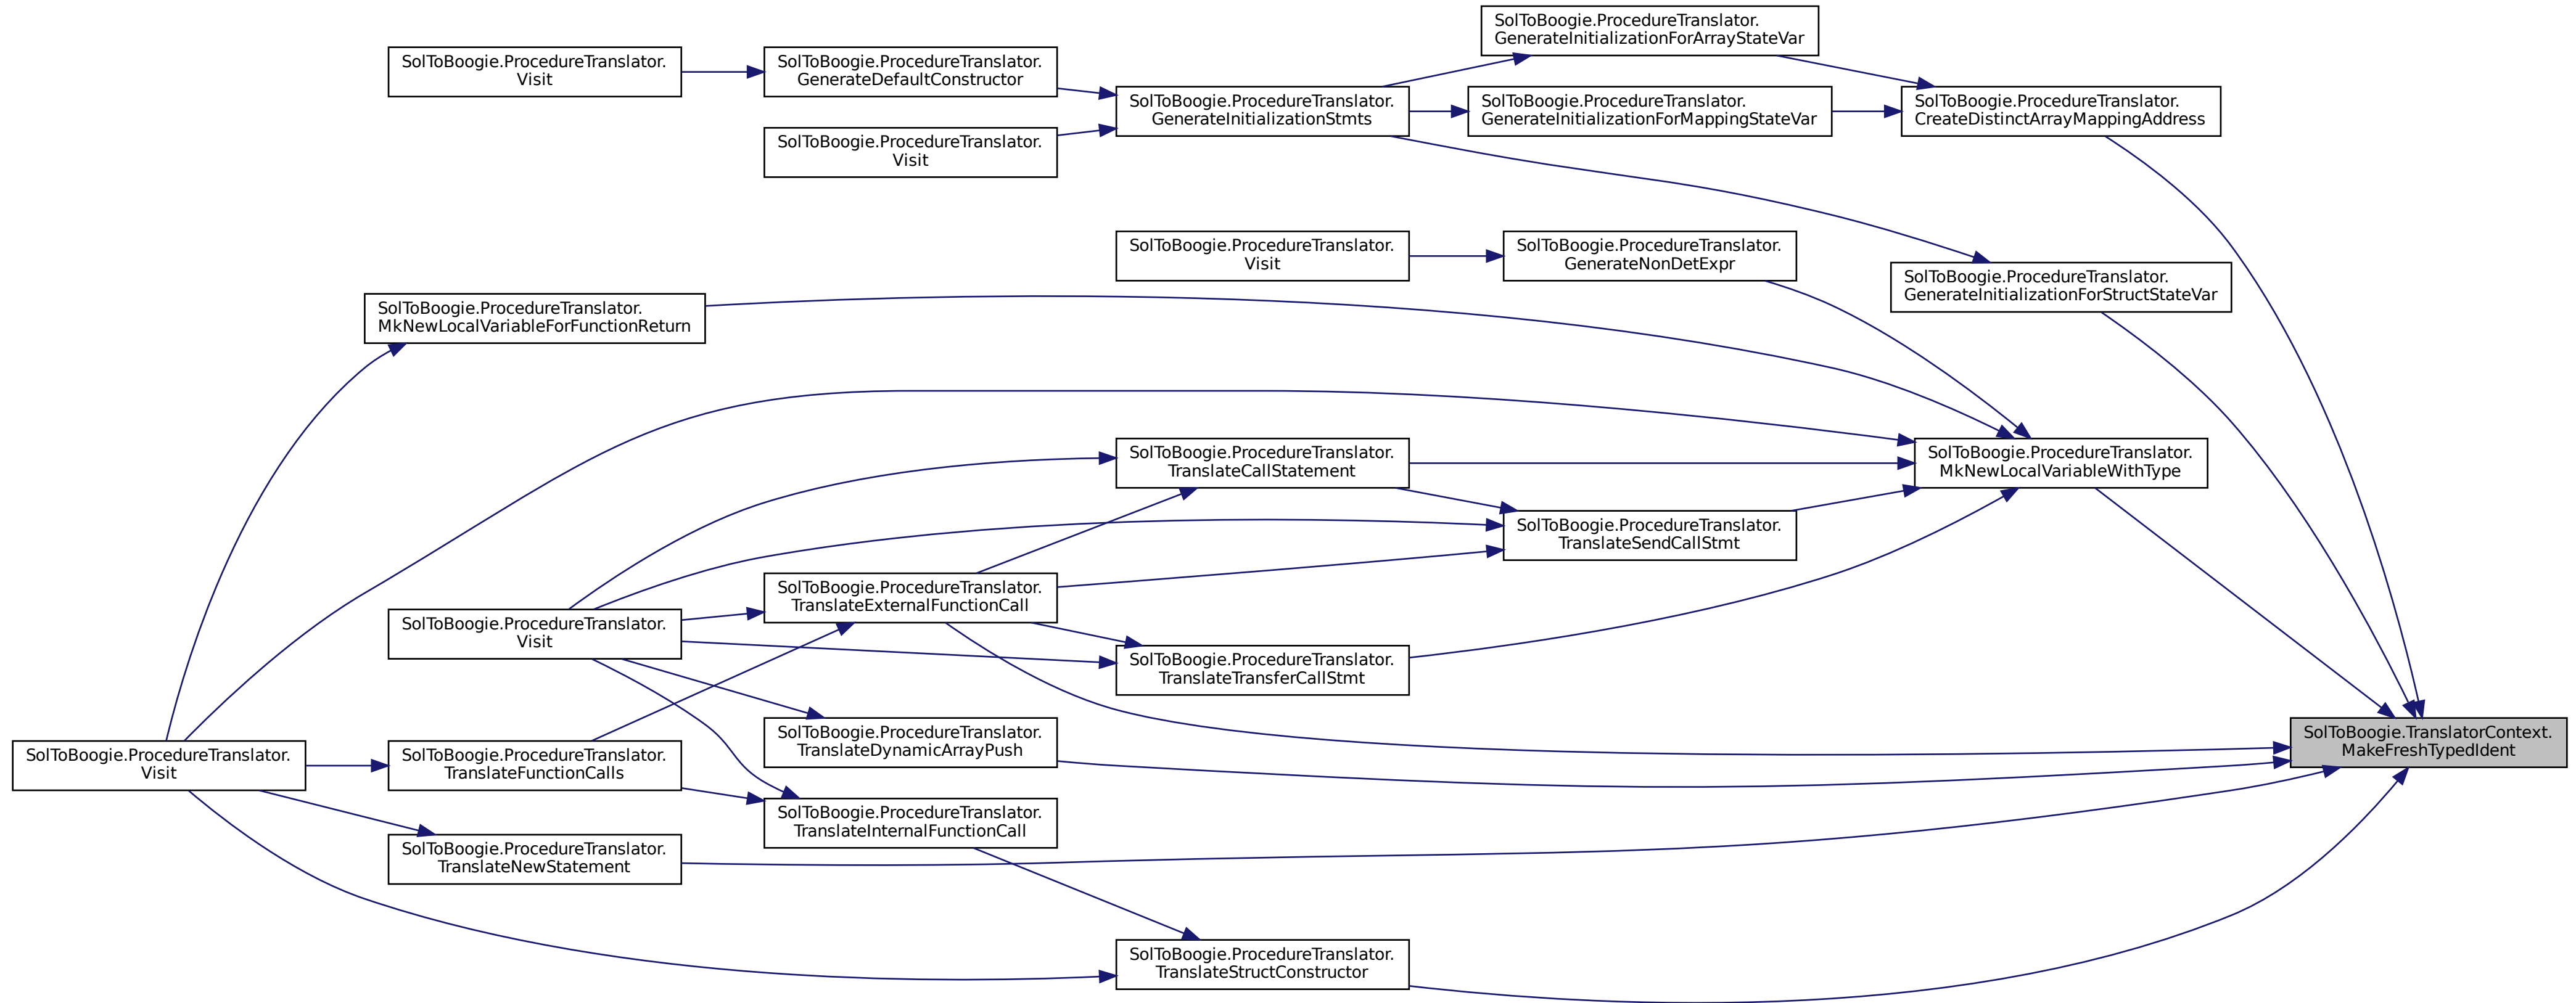 SolToBoogie.ProcedureTranslator.
GenerateInitializationForArrayStateVar
SolToBoogie.ProcedureTranslator.
Visit
SolToBoogie.ProcedureTranslator.
GenerateDefaultConstructor
SolToBoogie.ProcedureTranslator.
GenerateInitializationStmts
SolToBoogie.ProcedureTranslator.
GenerateInitializationForMappingStateVar
SolToBoogie.ProcedureTranslator.
CreateDistinctArrayMappingAddress
SolToBoogie.ProcedureTranslator.
Visit
SolToBoogie.ProcedureTranslator.
Visit
SolToBoogie.ProcedureTranslator.
GenerateNonDetExpr
SolToBoogie.ProcedureTranslator.
GenerateInitializationForStructStateVar
SolToBoogie.ProcedureTranslator.
MkNewLocalVariableForFunctionReturn
SolToBoogie.ProcedureTranslator.
TranslateCallStatement
SolToBoogie.ProcedureTranslator.
MkNewLocalVariableWithType
SolToBoogie.ProcedureTranslator.
TranslateSendCallStmt
SolToBoogie.ProcedureTranslator.
TranslateExternalFunctionCall
SolToBoogie.ProcedureTranslator.
Visit
SolToBoogie.ProcedureTranslator.
TranslateTransferCallStmt
SolToBoogie.ProcedureTranslator.
TranslateDynamicArrayPush
SolToBoogie.TranslatorContext.
MakeFreshTypedIdent
SolToBoogie.ProcedureTranslator.
Visit
SolToBoogie.ProcedureTranslator.
TranslateFunctionCalls
SolToBoogie.ProcedureTranslator.
TranslateInternalFunctionCall
SolToBoogie.ProcedureTranslator.
TranslateNewStatement
SolToBoogie.ProcedureTranslator.
TranslateStructConstructor